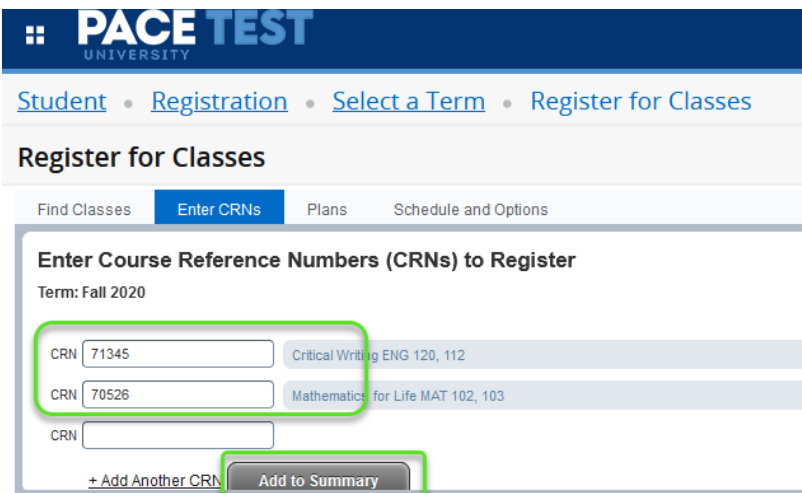 PACE TEST
UNIVERSITY
Student • Registration • Select a Term • Register for Classes
Register for Classes
Find Classes Enter CRNs Plans Schedule and Options
Enter Course Reference Numbers (CRNs) to Register
Term: Fall 2020
CRN 71345 Critical Writing ENG 120, 112
CRN 70526 Mathematics for Life MAT 102, 103
CRN
+ Add Another CRN Add to Summary